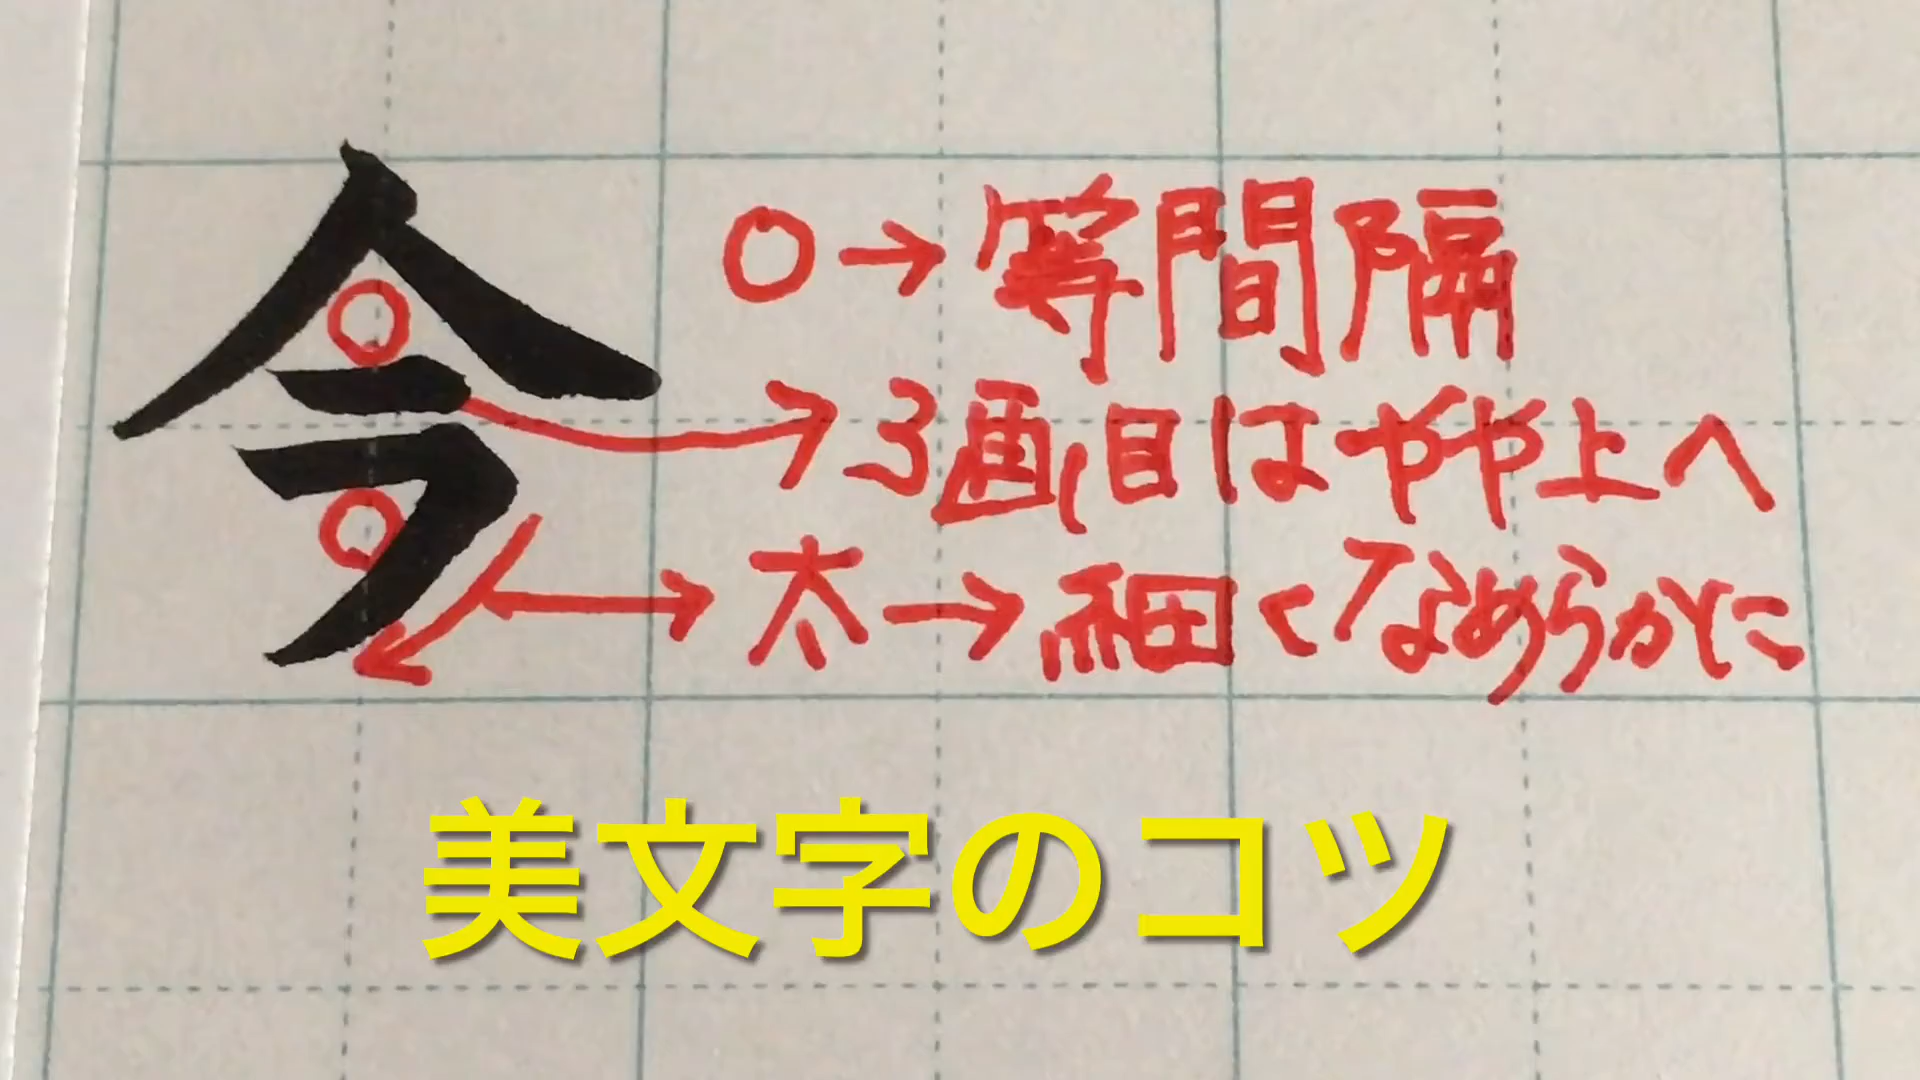 今
○→等間隔
→3画目はやや上へ
→太→細くなめらかに
美文字のコツ